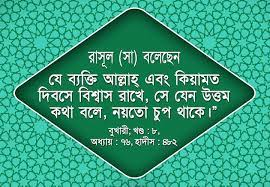 রাসূল (সা) বলেছেন
যে ব্যক্তি আল্লাহ্ এবং কিয়ামত
দিবসে বিশ্বাস রাখে, সে যেন উত্তম
কথা বলে, নয়তো চুপ থাকে।”
বুখারী; খণ্ড : ৮,
অধ্যায় : ৭৬, হাদীস : ৪৮২